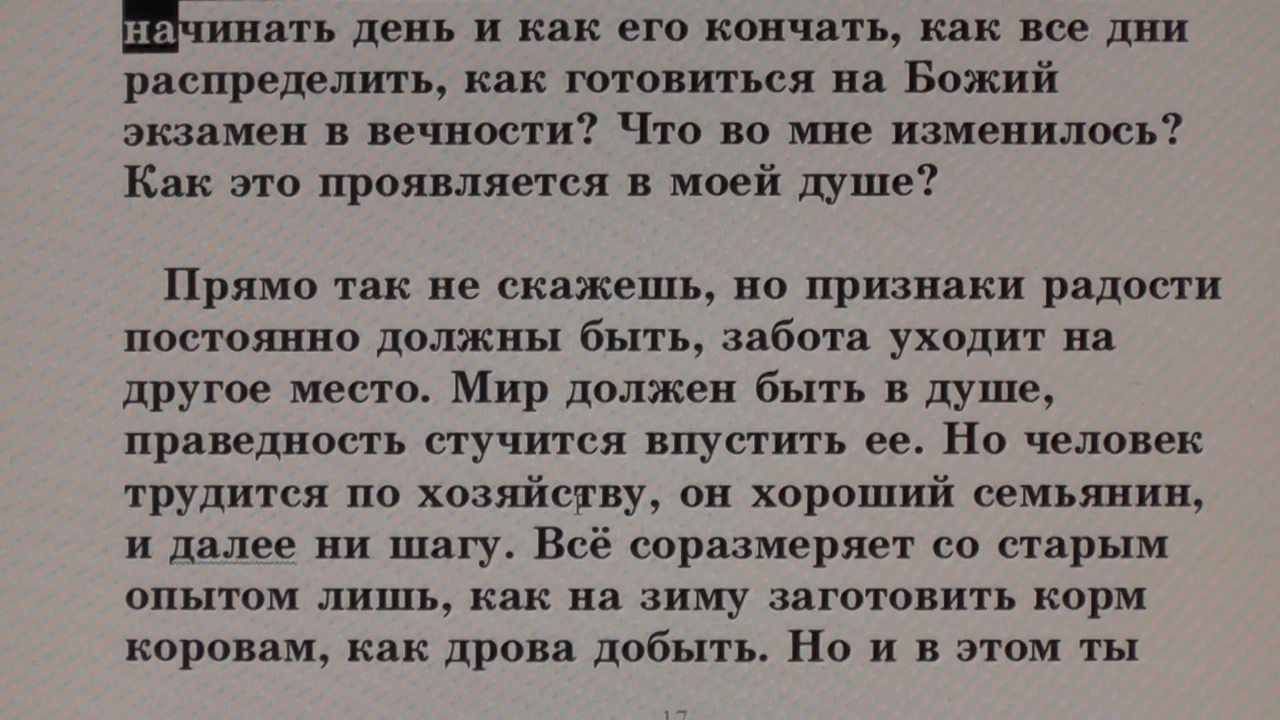 начинать день и как его кончать, как все дни
распределить, как готовиться на Божий
экзамен в вечности? Что во мне изменилось?
Как это проявляется в моей душе?
Прямо так не скажешь, но признаки радости
постоянно должны быть, забота уходит на
другое место. Мир должен быть в душе,
праведность стучится впустить ее. Но человек
трудится по хозяйству, он хороший семьянин,
и далее ни шагу. Всё соразмеряет со старым
опытом лишь, как на зиму заготовить корм
коровам, как дрова добыть. Но и в этом ты
17